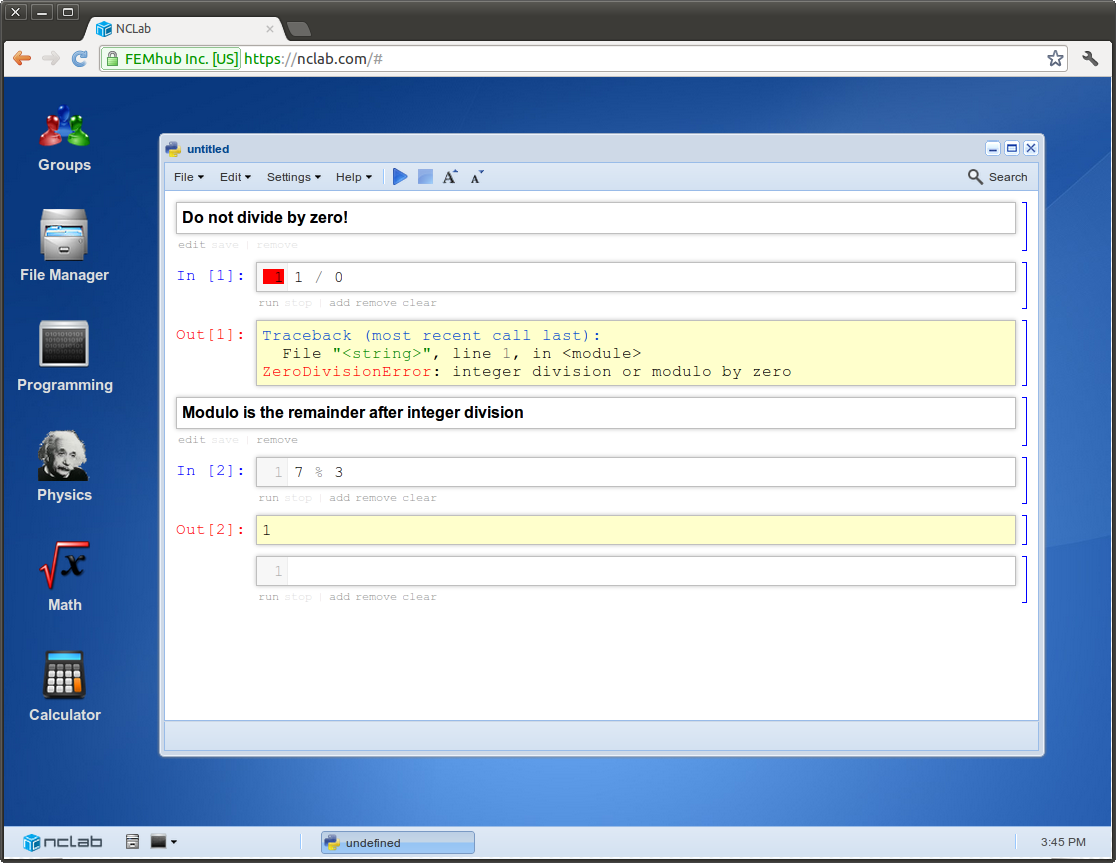 NCLab
FEMhub Inc. [US] https://nclab.com/#
Groups
File Manager
Programming
Physics
Math
Calculator
untitled
File Edit Settings Help A A Search
Do not divide by zero!
edit save | remove
In [1]: 1 1 / 0
run stop | add remove clear
Out[1]: Traceback (most recent call last):
File "<string>", line 1, in <module>
ZeroDivisionError: integer division or modulo by zero
Modulo is the remainder after integer division
edit save | remove
In [2]: 1 7 % 3
run stop | add remove clear
Out[2]: 1
1
run stop | add remove clear
nclab undefined 3:45 PM